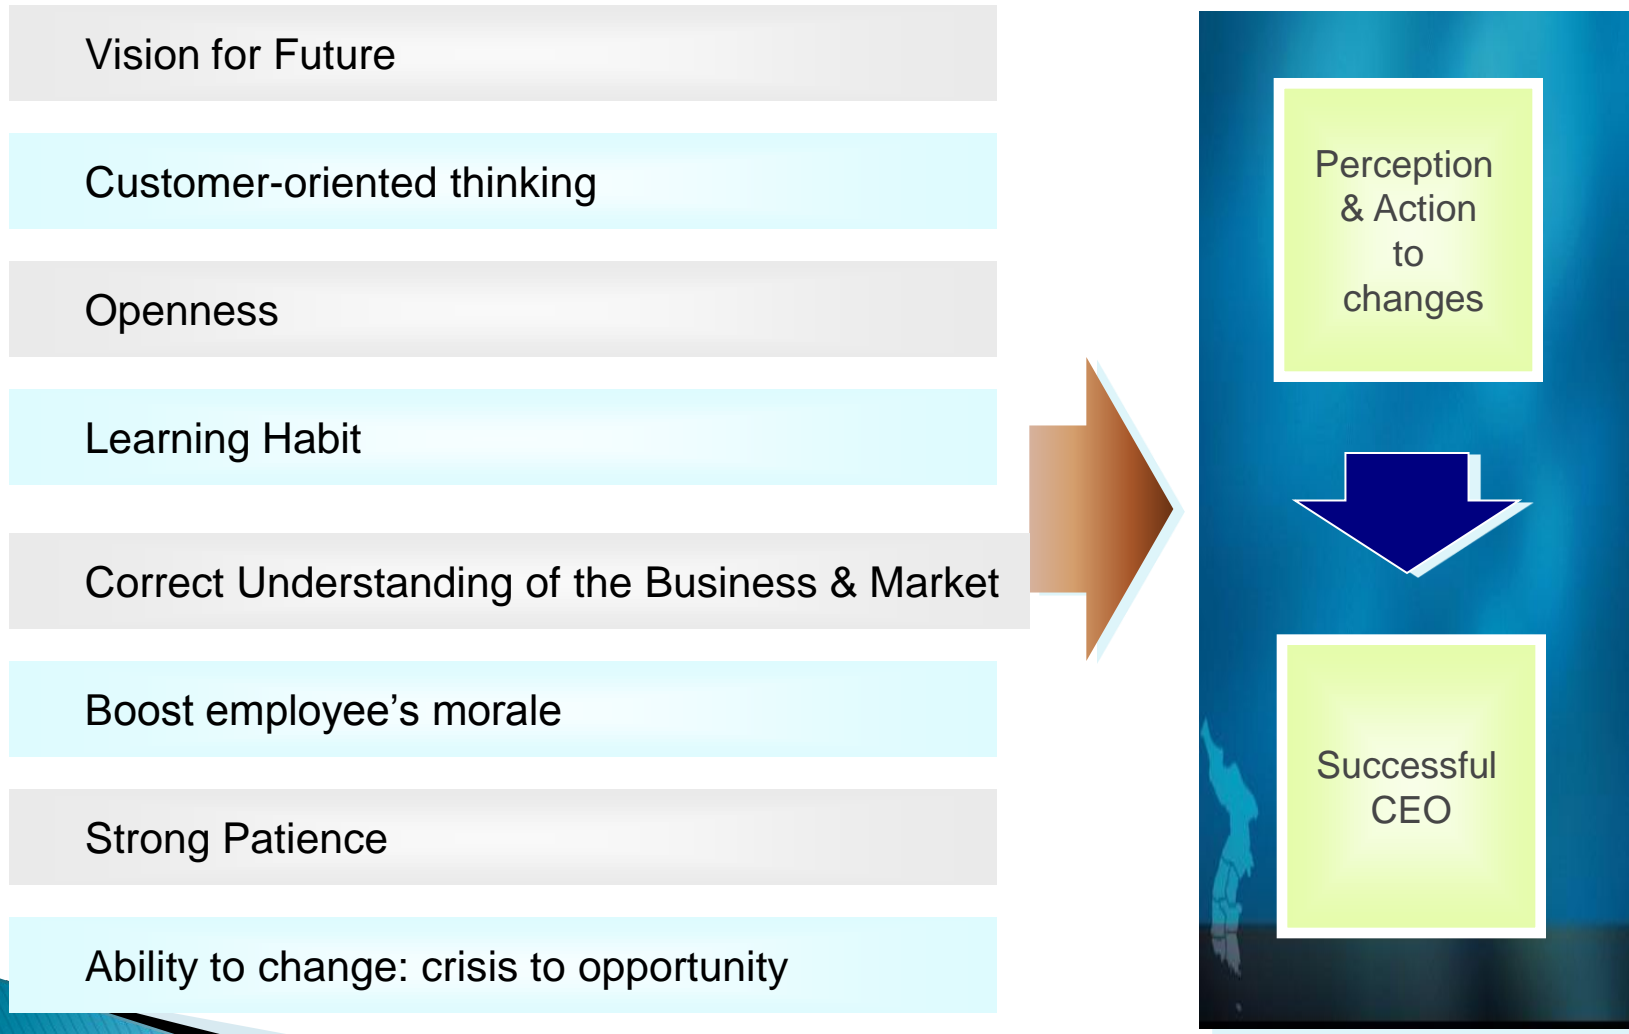 Vision for Future
Customer-oriented thinking
Openness
Learning Habit
Correct Understanding of the Business & Market
Boost employee’s morale
Strong Patience
Ability to change: crisis to opportunity
Perception
& Action
to
changes
Successful
CEO